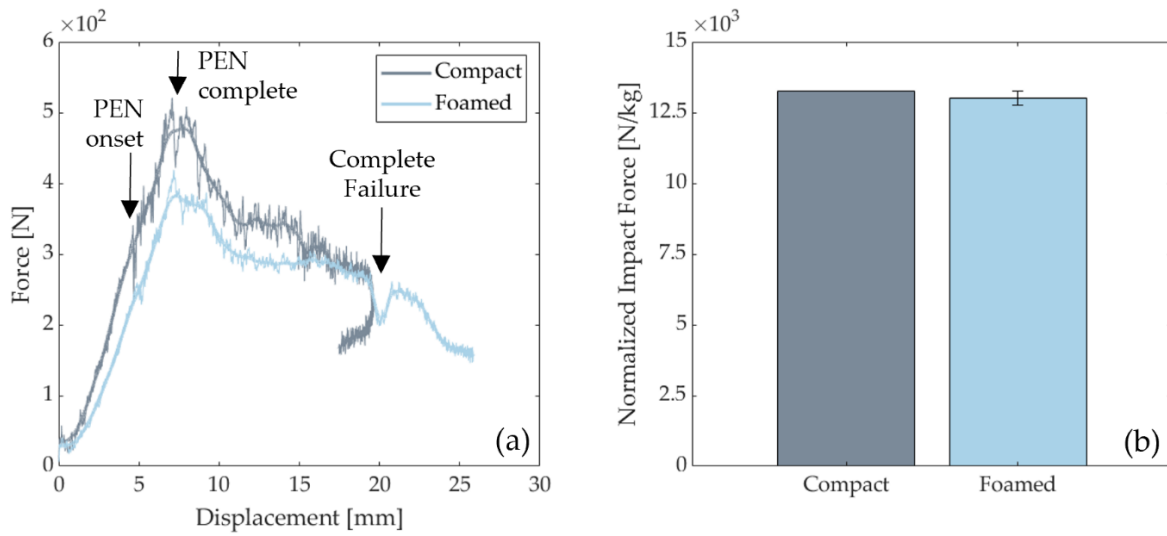 ×10²
6
5
4
3
2
1
0
0
5
10
15
20
25
30
Force [N]
Displacement [mm]
PEN
onset
PEN
complete
Complete
Failure
Compact
Foamed
(a)
×10³
15
12.5
10
7.5
5
2.5
0
Normalized Impact Force [N/kg]
Compact
Foamed
(b)